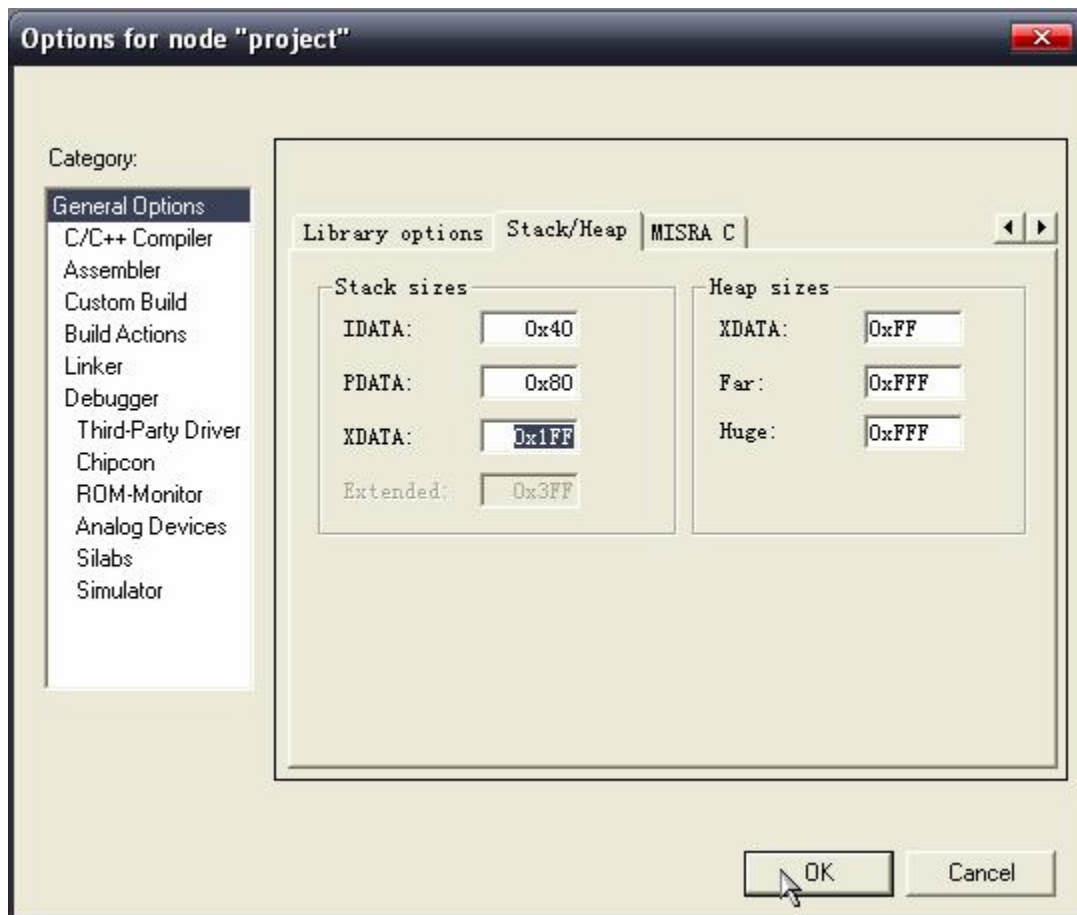 Options for node "project"
Category:
General Options
C/C++ Compiler
Assembler
Custom Build
Build Actions
Linker
Debugger
Third-Party Driver
Chipcon
ROM-Monitor
Analog Devices
Silabs
Simulator
Library options Stack/Heap MISRA C
Stack sizes
IDATA: 0x40
PDATA: 0x80
XDATA: 0x1FF
Extended: 0x3FF
Heap sizes
XDATA: 0xFF
Far: 0xFFF
Huge: 0xFFF
OK Cancel